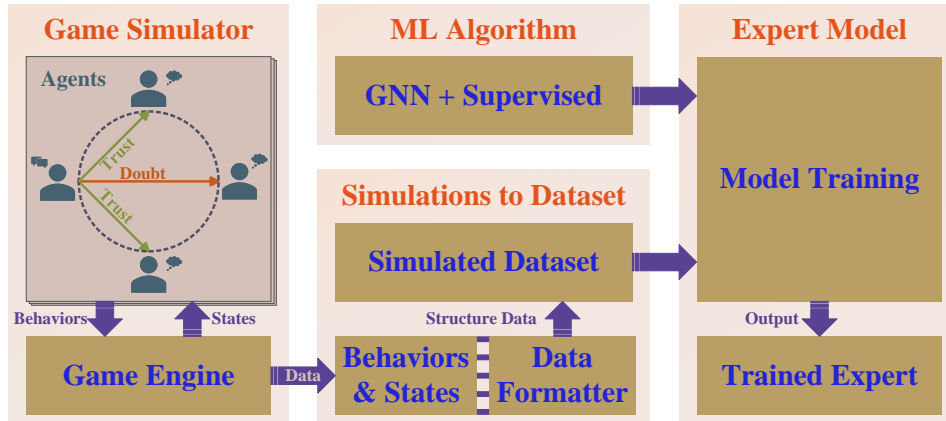 Game Simulator
Agents
Trust
Doubt
Trust
Behaviors
States
Game Engine
Data
ML Algorithm
GNN + Supervised
Simulations to Dataset
Simulated Dataset
Structure Data
Behaviors
& States
Data
Formatter
Expert Model
Model Training
Output
Trained Expert